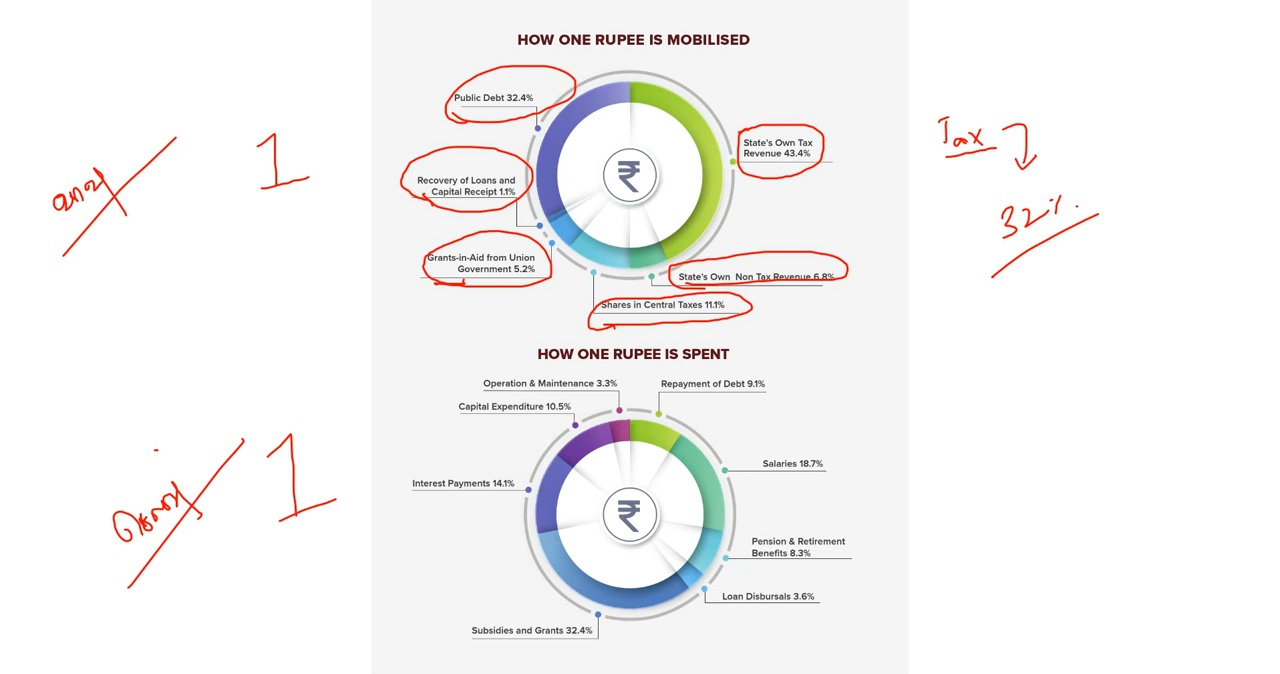 HOW ONE RUPEE IS MOBILISED
Public Debt 32.4%
State's Own Tax
Revenue 43.4%
Recovery of Loans and
Capital Receipt 1.1%
Grants-in-Aid from Union
Government 5.2%
State's Own Non Tax Revenue 6.8%
Shares in Central Taxes 11.1%
₹
1
Tax
32%.
HOW ONE RUPEE IS SPENT
Operation & Maintenance 3.3%
Repayment of Debt 9.1%
Capital Expenditure 10.5%
Salaries 18.7%
Interest Payments 14.1%
₹
Pension & Retirement
Benefits 8.3%
Loan Disbursals 3.6%
Subsidies and Grants 32.4%
1